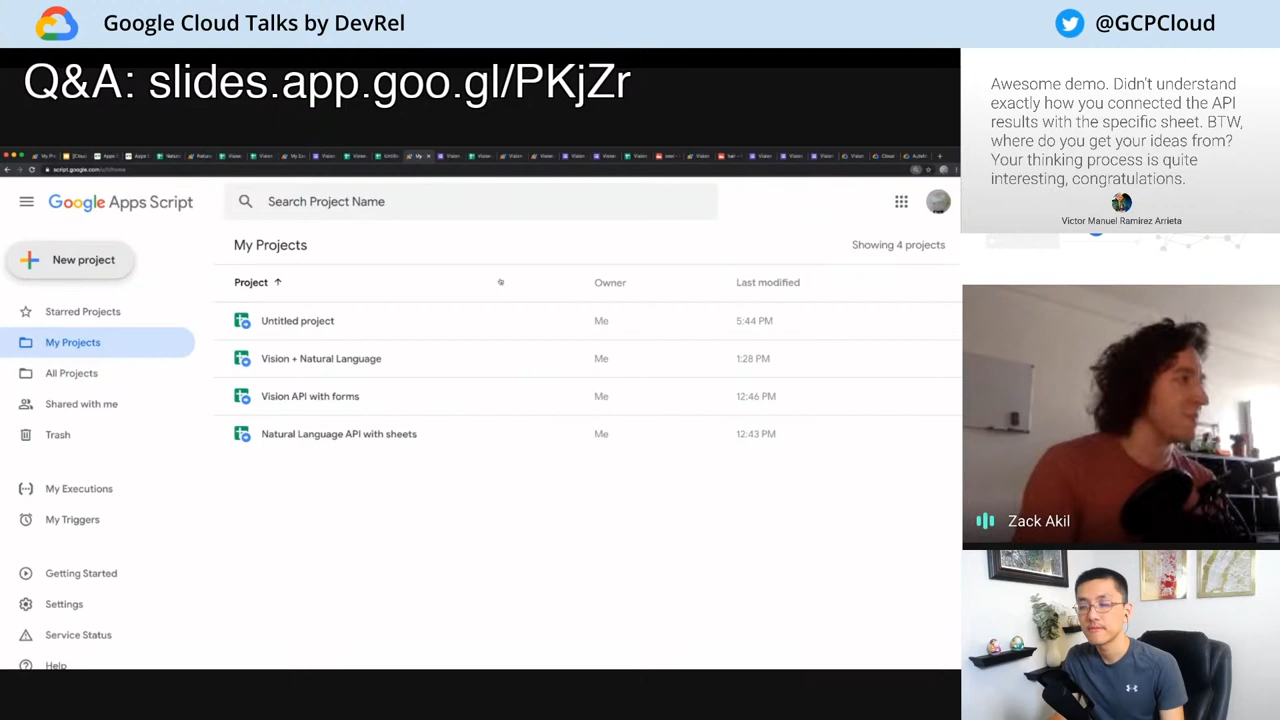 Google Cloud Talks by DevRel
@GCPCloud
Q&A: slides.app.goo.gl/PKjZr
Awesome demo. Didn't understand
exactly how you connected the API
results with the specific sheet. BTW,
where do you get your ideas from?
Your thinking process is quite
interesting, congratulations.
Victor Manuel Ramirez Arrieta
Google Apps Script
Search Project Name
New project
My Projects
Showing 4 projects
Project
Owner
Last modified
Starred Projects
Untitled project
Me
5:44 PM
My Projects
Vision + Natural Language
Me
1:28 PM
All Projects
Vision API with forms
Me
12:46 PM
Shared with me
Natural Language API with sheets
Me
12:43 PM
Trash
My Executions
My Triggers
Getting Started
Settings
Service Status
Help
Zack Akil